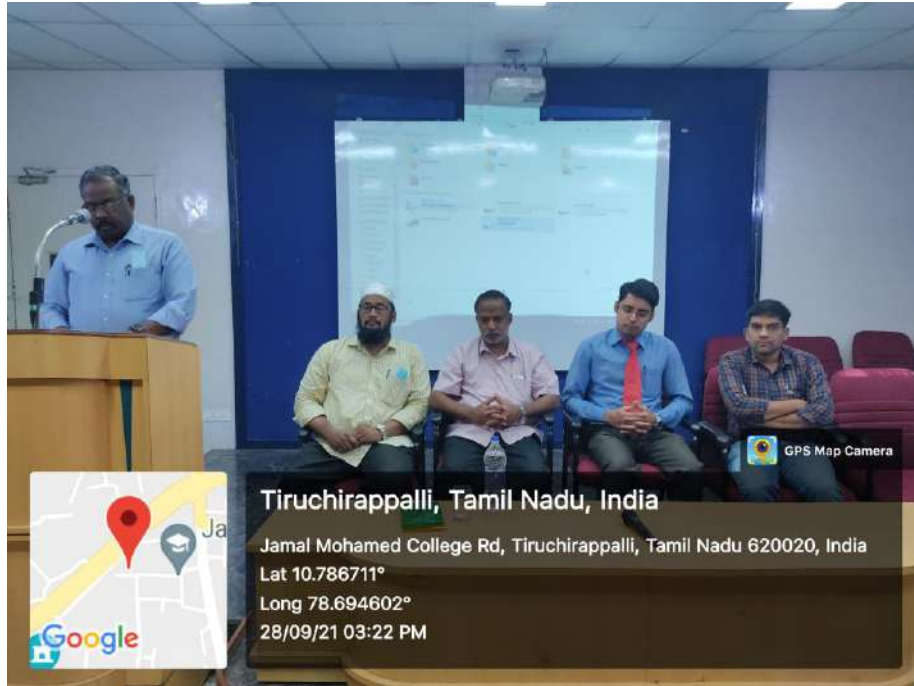 GPS Map Camera
Tiruchirappalli, Tamil Nadu, India
Jamal Mohamed College Rd, Tiruchirappalli, Tamil Nadu 620020, India
Lat 10.786711°
Long 78.694602°
28/09/21 03:22 PM
Ja
Google